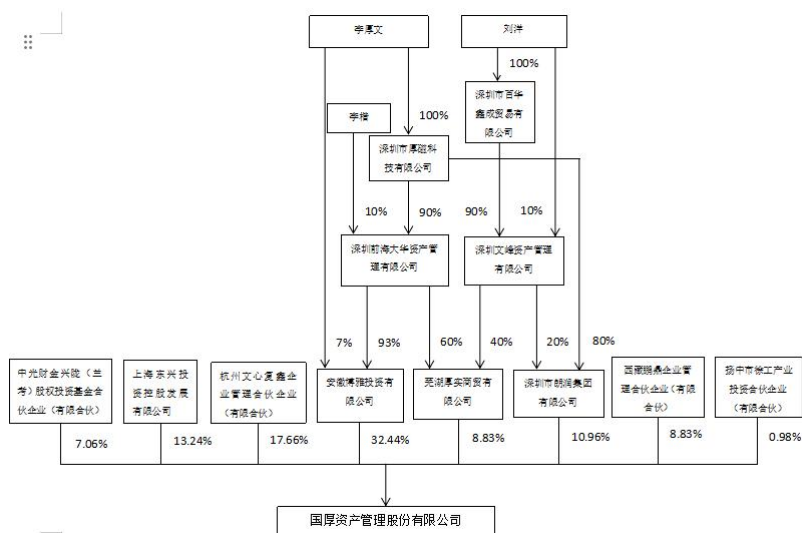 李厚文
刘洋
100%
深圳市百华
鑫成贸易有
限公司
李楷
100%
深圳市厚磁科
技有限公司
10%
90%
90%
10%
深圳前海大华资产管
理有限公司
深圳文峰资产管理
有限公司
7%
93%
60%
40%
20%
80%
中光财金兴陇(兰
考)股权投资基金合
伙企业(有限合伙)
上海东兴投
资控股发展
有限公司
杭州文心复鑫企
业管理合伙企业
(有限合伙)
安徽博雅投资有
限公司
芜湖厚实商贸有
限公司
深圳市朗润集团
有限公司
西藏瑞鼎企业管
理合伙企业(有限
合伙)
扬中市徐工产业
投资合伙企业
(有限合伙)
7.06%
13.24%
17.66%
32.44%
8.83%
10.96%
8.83%
0.98%
国厚资产管理股份有限公司